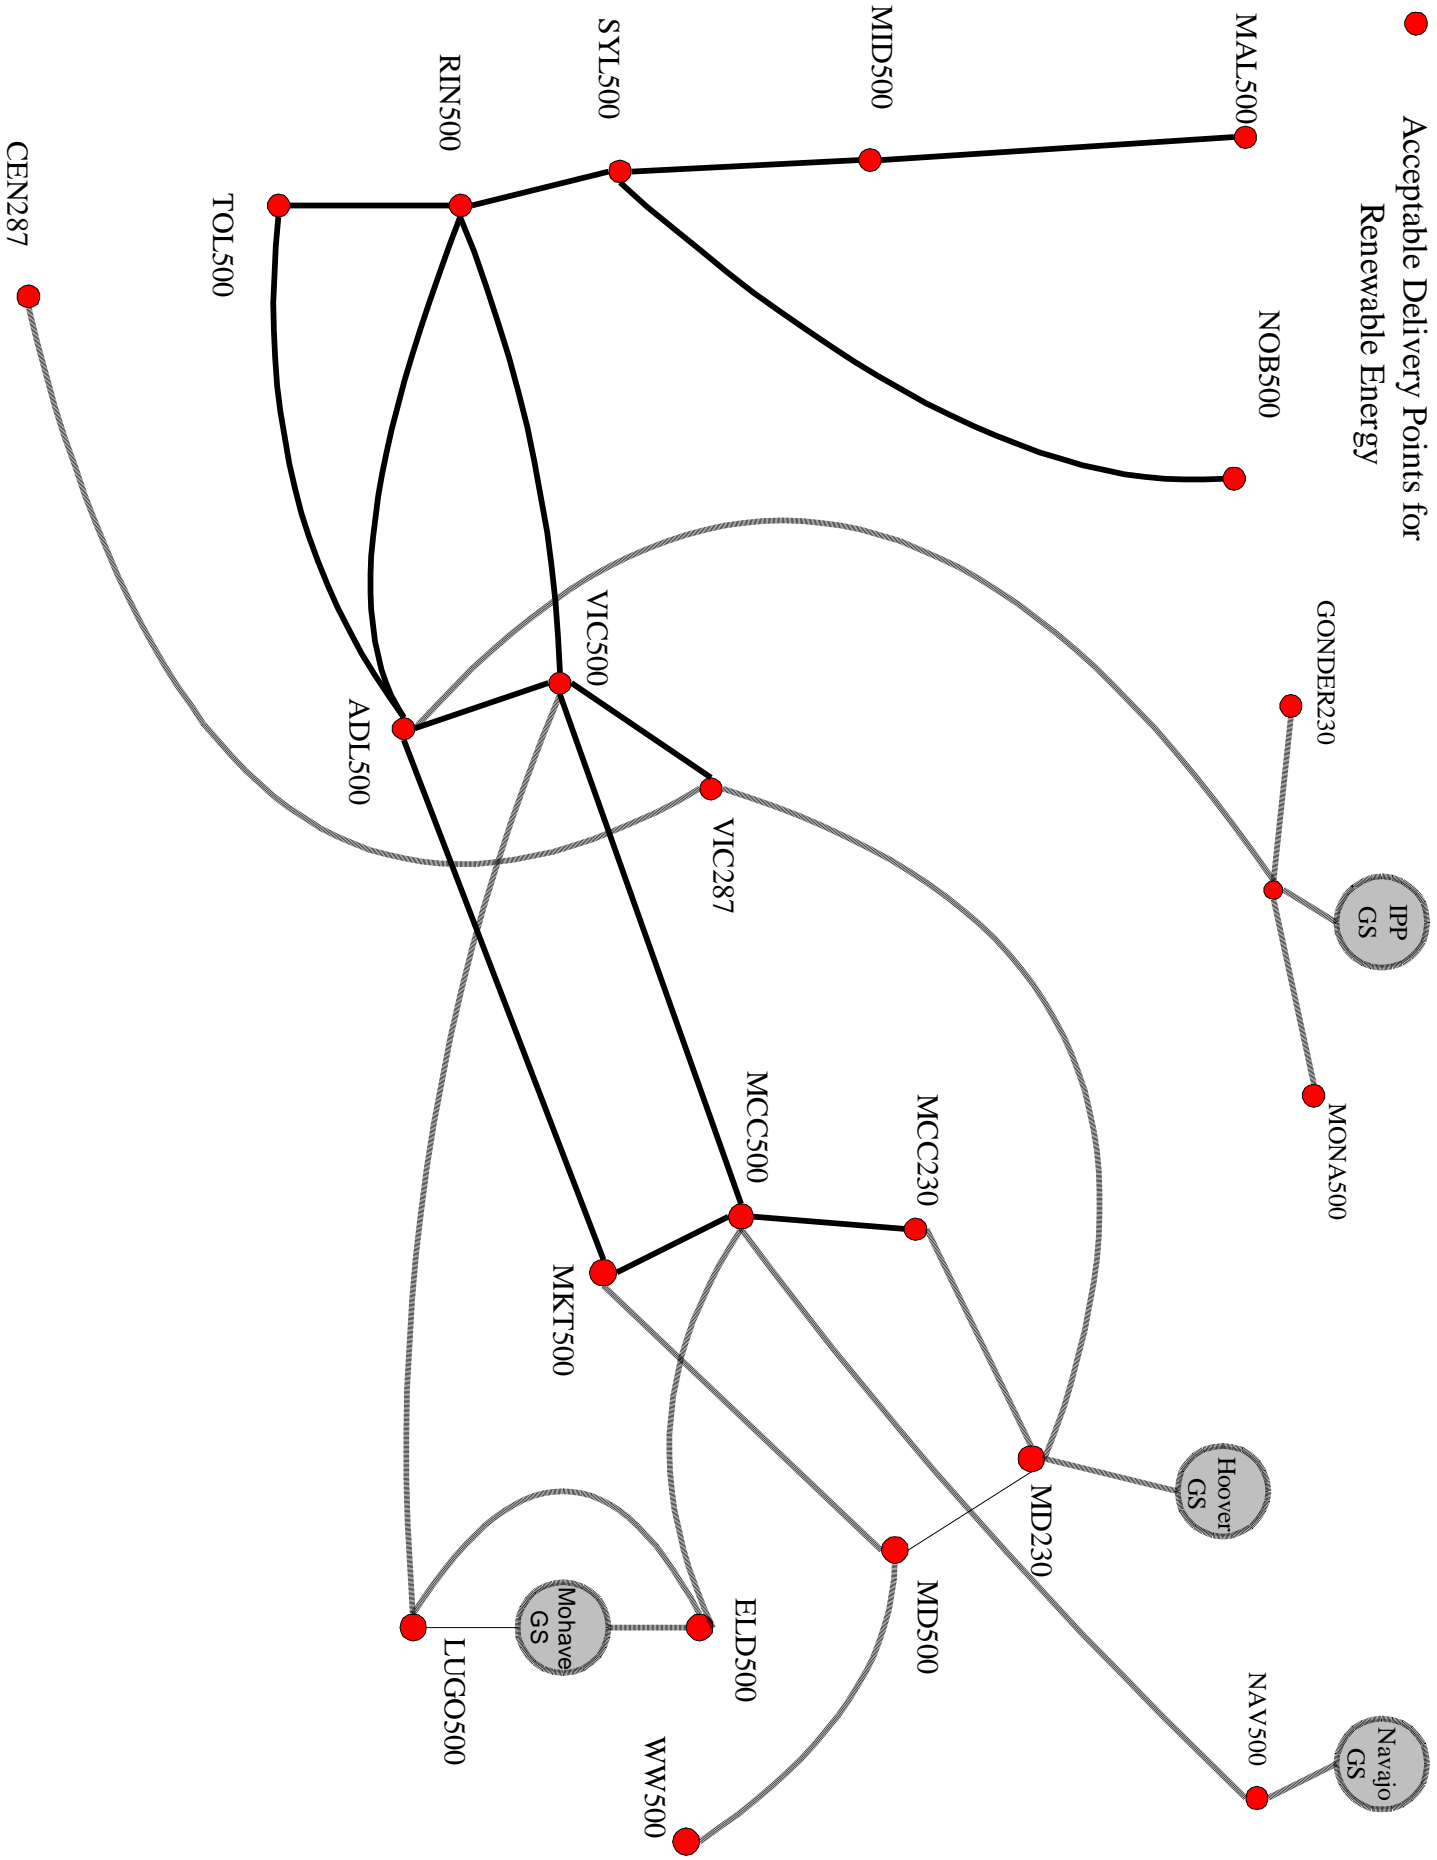 Acceptable Delivery Points for
Renewable Energy
MAL500
NOB500
GONDER230
IPP
GS
MONA500
NAV500
Navajo
GS
Hoover
GS
MID500
MCC230
MD230
MD500
SYL500
VIC500
VIC287
MCC500
ELD500
WW500
RIN500
MKT500
Mohave
GS
LUGO500
ADL500
TOL500
CEN287